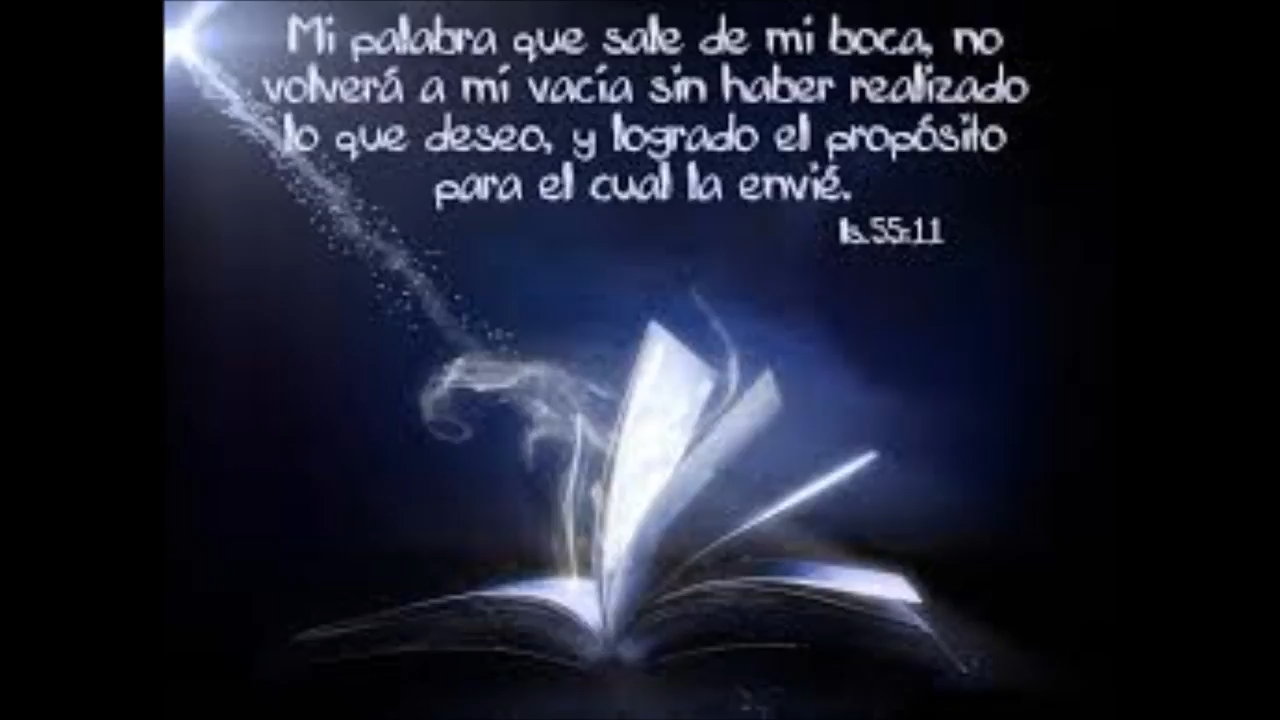 Mi palabra que sale de mi boca, no
volverá a mí vacía sin haber realizado
lo que deseo, y logrado el propósito
para el cual la envié.
Is.55:11